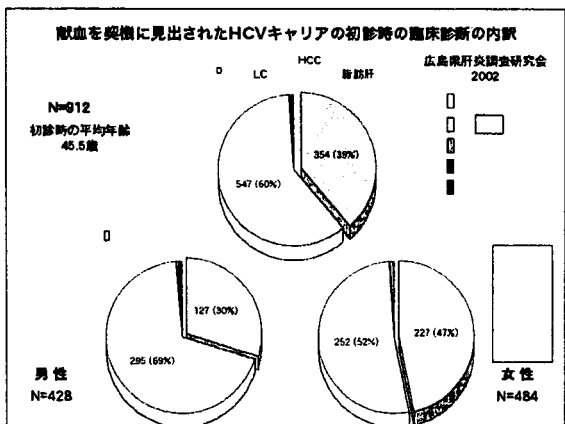 献血を契機に見出されたHCVキャリアの初診時の臨床診断の内訳
HCC
LC
脂肪肝
広島県肝炎調査研究会
2002
N=912
初診時の平均年齢
45.5歳
354 (39%)
547 (60%)
127 (30%)
295 (69%)
252 (52%)
227 (47%)
男性
N=428
女性
N=484